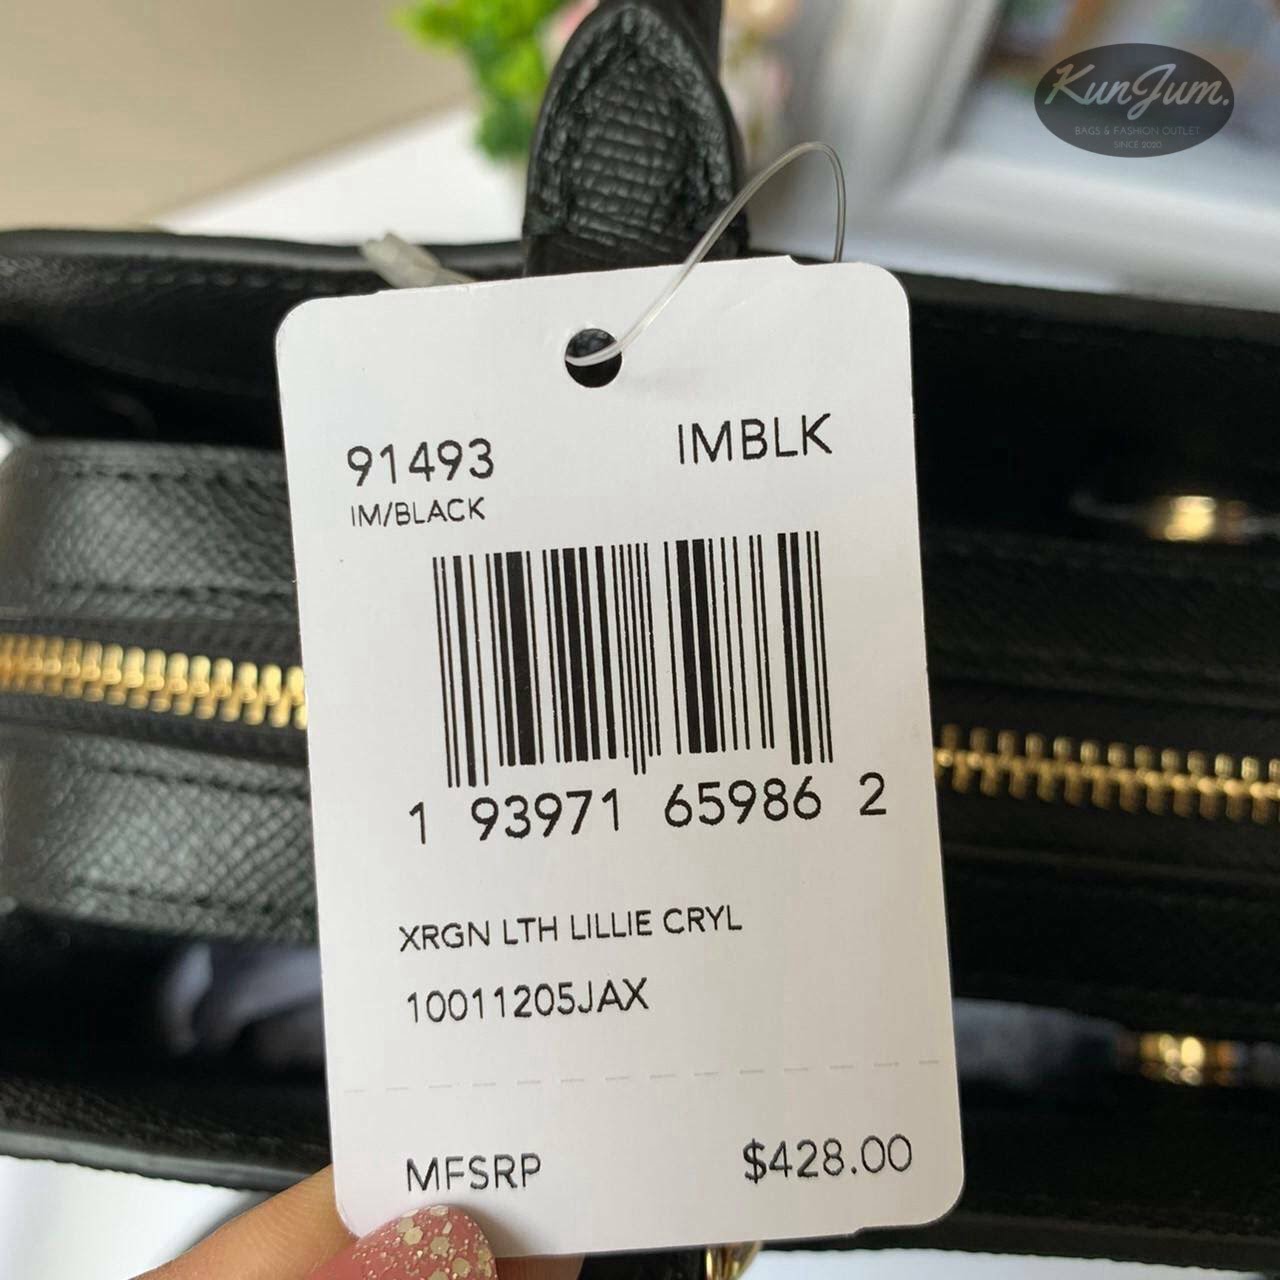 KunJum.
BAGS & FASHION OUTLET
SINCE 2020
91493 IMBLK
IM/BLACK
1 93971 65986 2
XRGN LTH LILLIE CRYL
10011205JAX
MFSRP $428.00